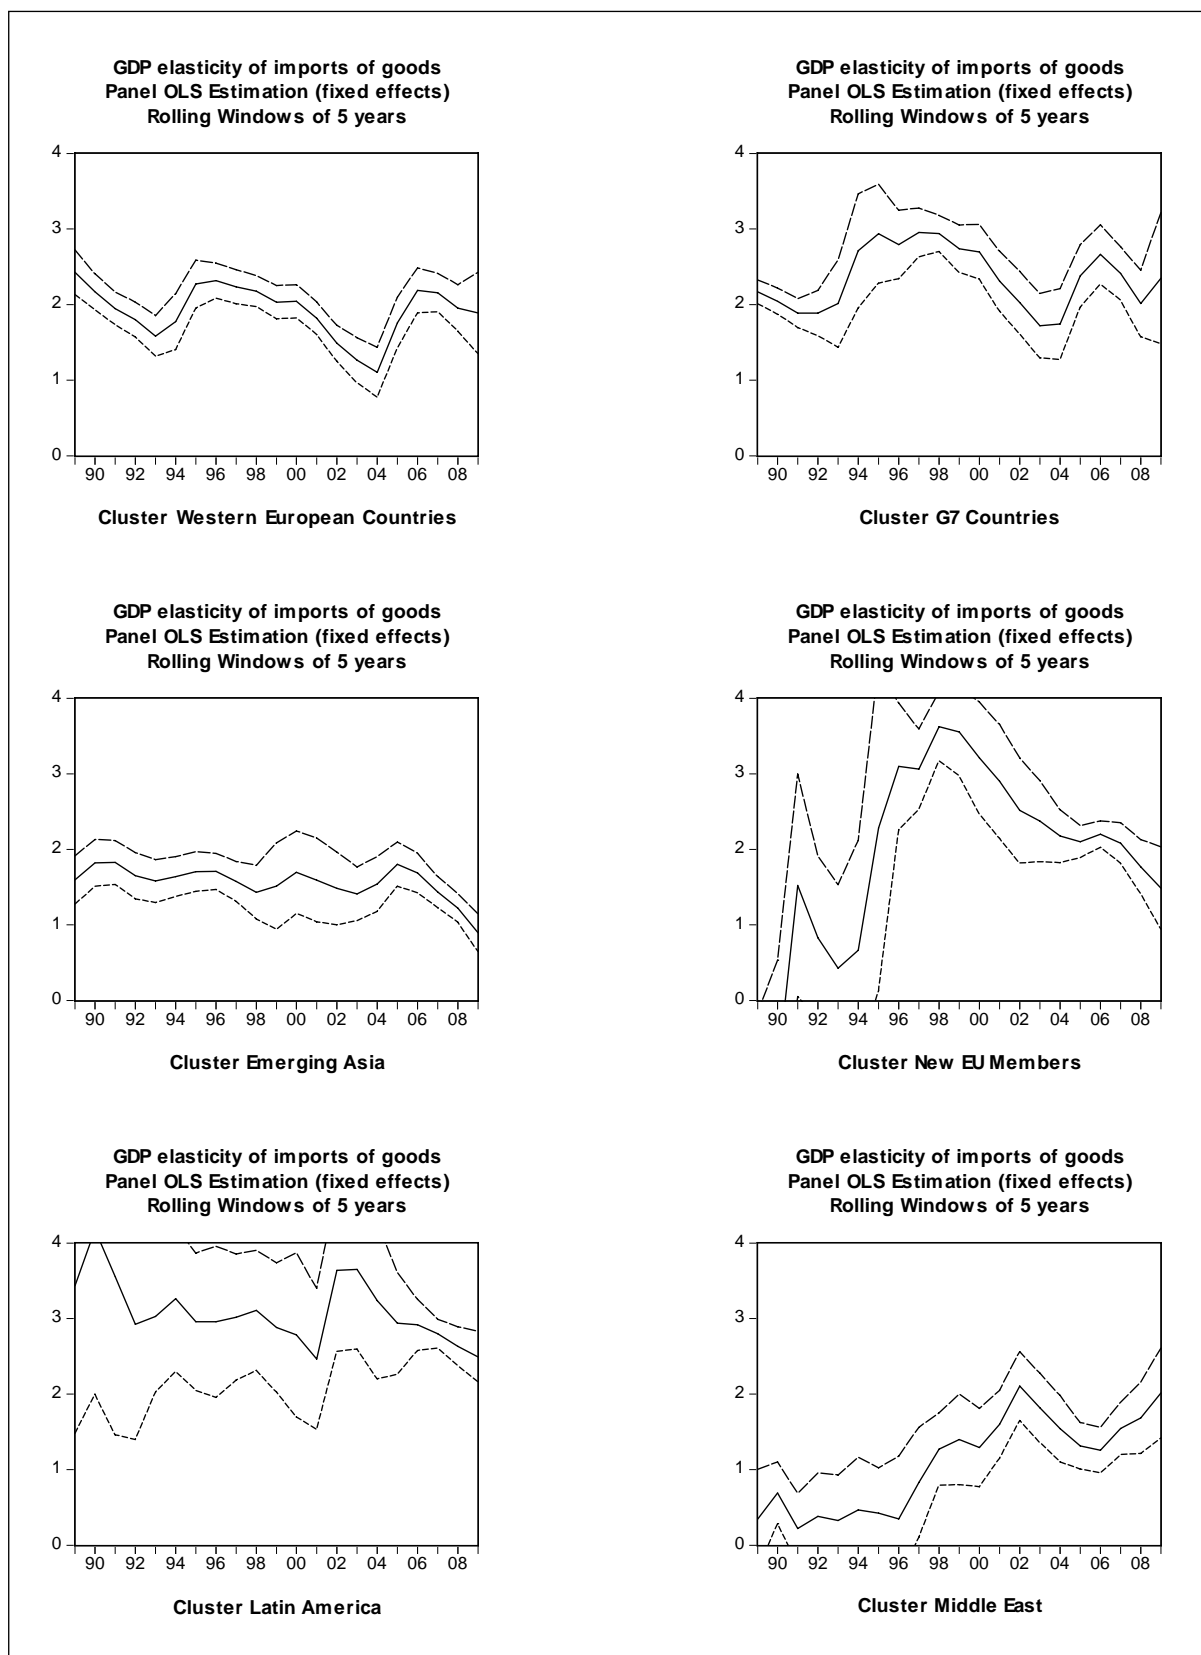 GDP elasticity of imports of goods
Panel OLS Estimation (fixed effects)
Rolling Windows of 5 years
4
3
2
1
0
90 92 94 96 98 00 02 04 06 08
Cluster Western European Countries
GDP elasticity of imports of goods
Panel OLS Estimation (fixed effects)
Rolling Windows of 5 years
4
3
2
1
0
90 92 94 96 98 00 02 04 06 08
Cluster G7 Countries
GDP elasticity of imports of goods
Panel OLS Estimation (fixed effects)
Rolling Windows of 5 years
4
3
2
1
0
90 92 94 96 98 00 02 04 06 08
Cluster Emerging Asia
GDP elasticity of imports of goods
Panel OLS Estimation (fixed effects)
Rolling Windows of 5 years
4
3
2
1
0
90 92 94 96 98 00 02 04 06 08
Cluster New EU Members
GDP elasticity of imports of goods
Panel OLS Estimation (fixed effects)
Rolling Windows of 5 years
4
3
2
1
0
90 92 94 96 98 00 02 04 06 08
Cluster Latin America
GDP elasticity of imports of goods
Panel OLS Estimation (fixed effects)
Rolling Windows of 5 years
4
3
2
1
0
90 92 94 96 98 00 02 04 06 08
Cluster Middle East